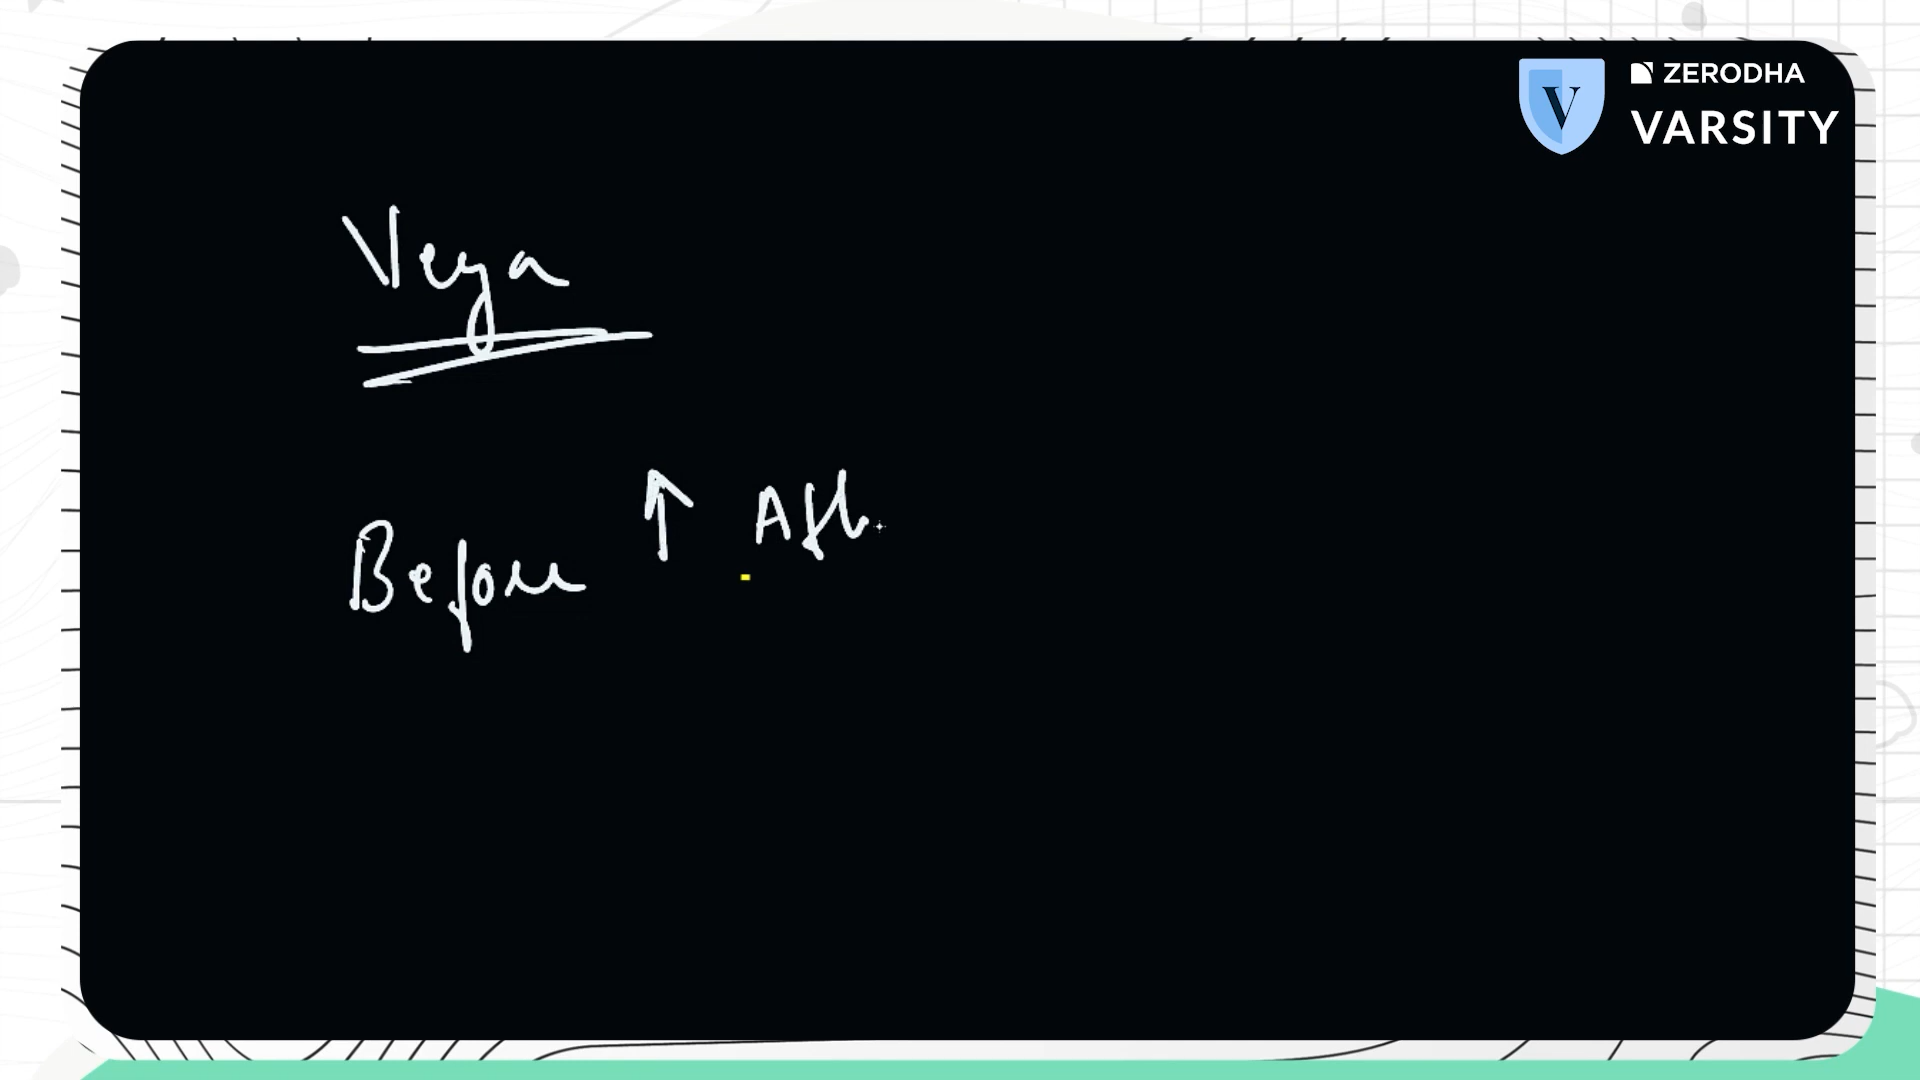 ZERODHA
V VARSITY
Vega
Before ↑ Aft